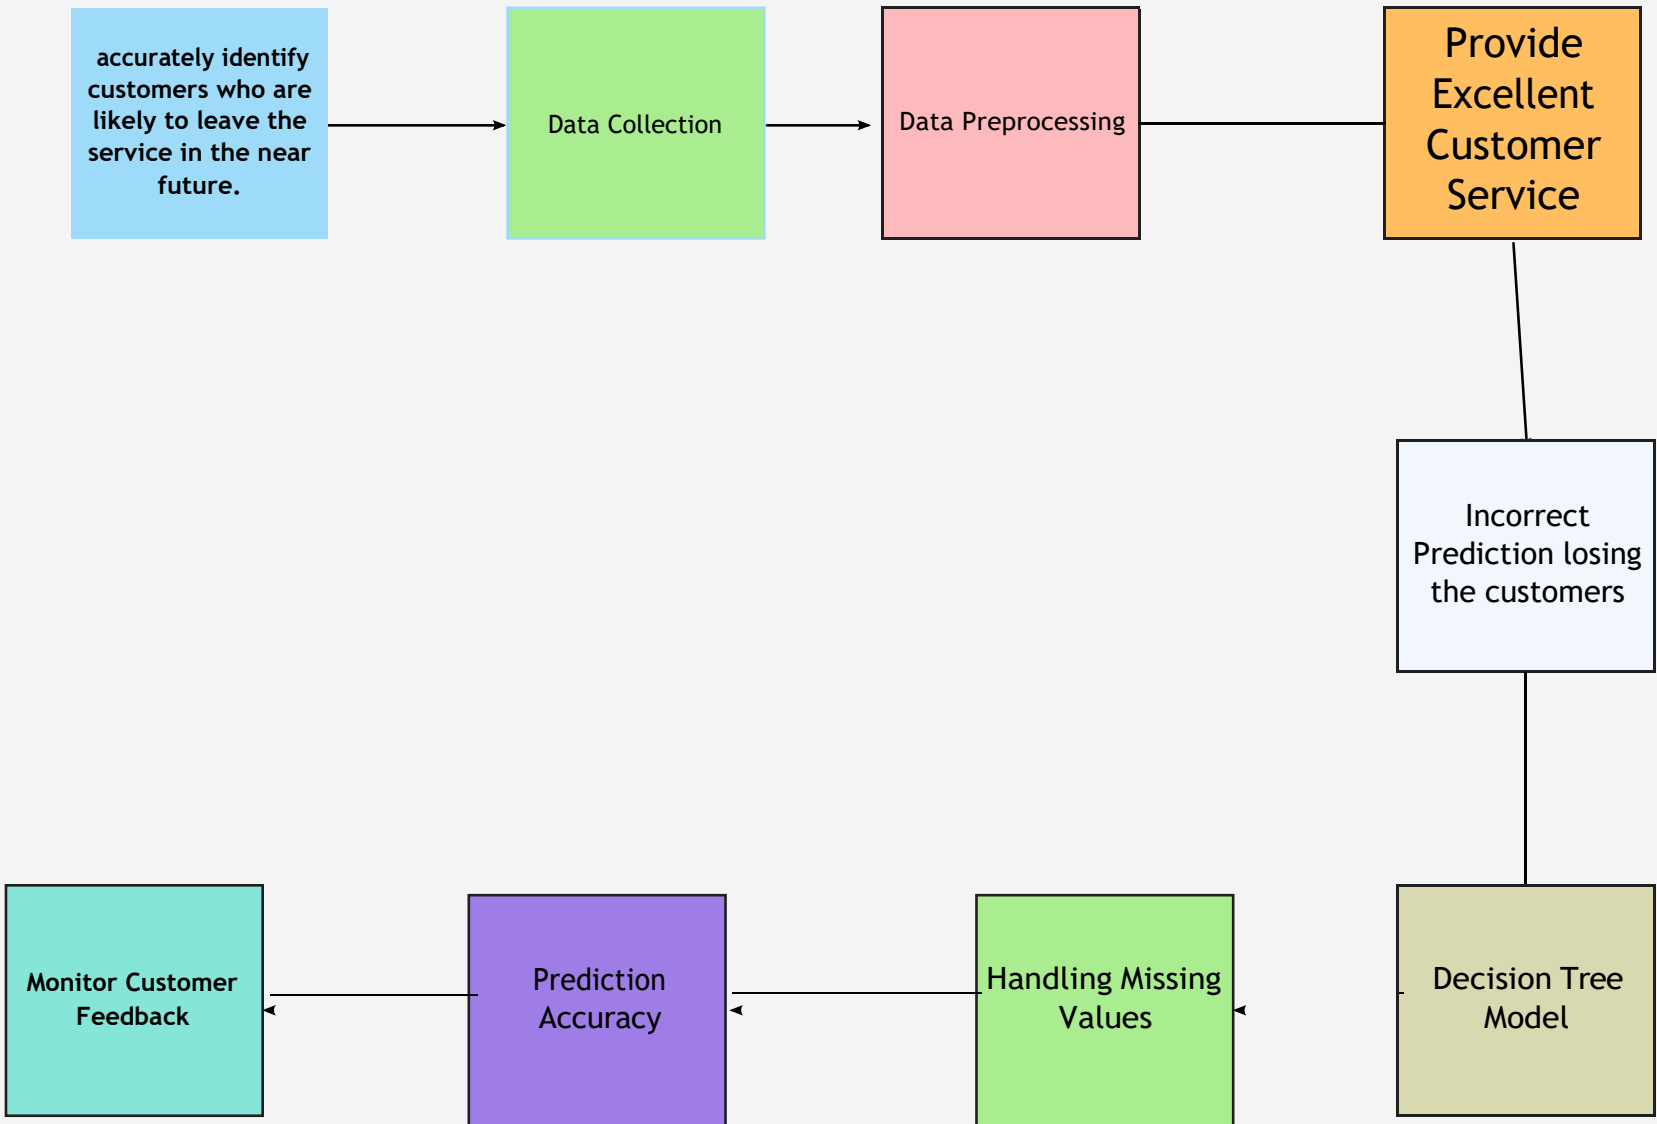 accurately identify
customers who are
likely to leave the
service in the near
future.
Data Collection
Data Preprocessing
Provide
Excellent
Customer
Service
Incorrect
Prediction losing
the customers
Decision Tree
Model
Handling Missing
Values
Prediction
Accuracy
Monitor Customer
Feedback